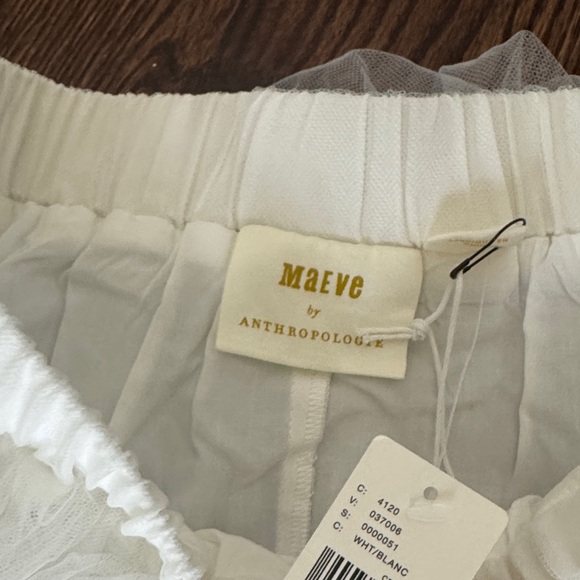 MaEve
by
ANTHROPOLOGIE
C: 4120
V: 037006
S: 0000051
C: WHT/BLANC